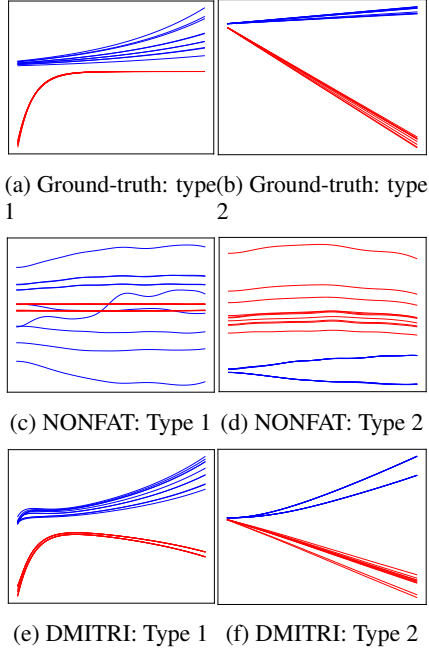 (a) Ground-truth: type (b) Ground-truth: type
1 2
(c) NONFAT: Type 1 (d) NONFAT: Type 2
(e) DMITRI: Type 1 (f) DMITRI: Type 2